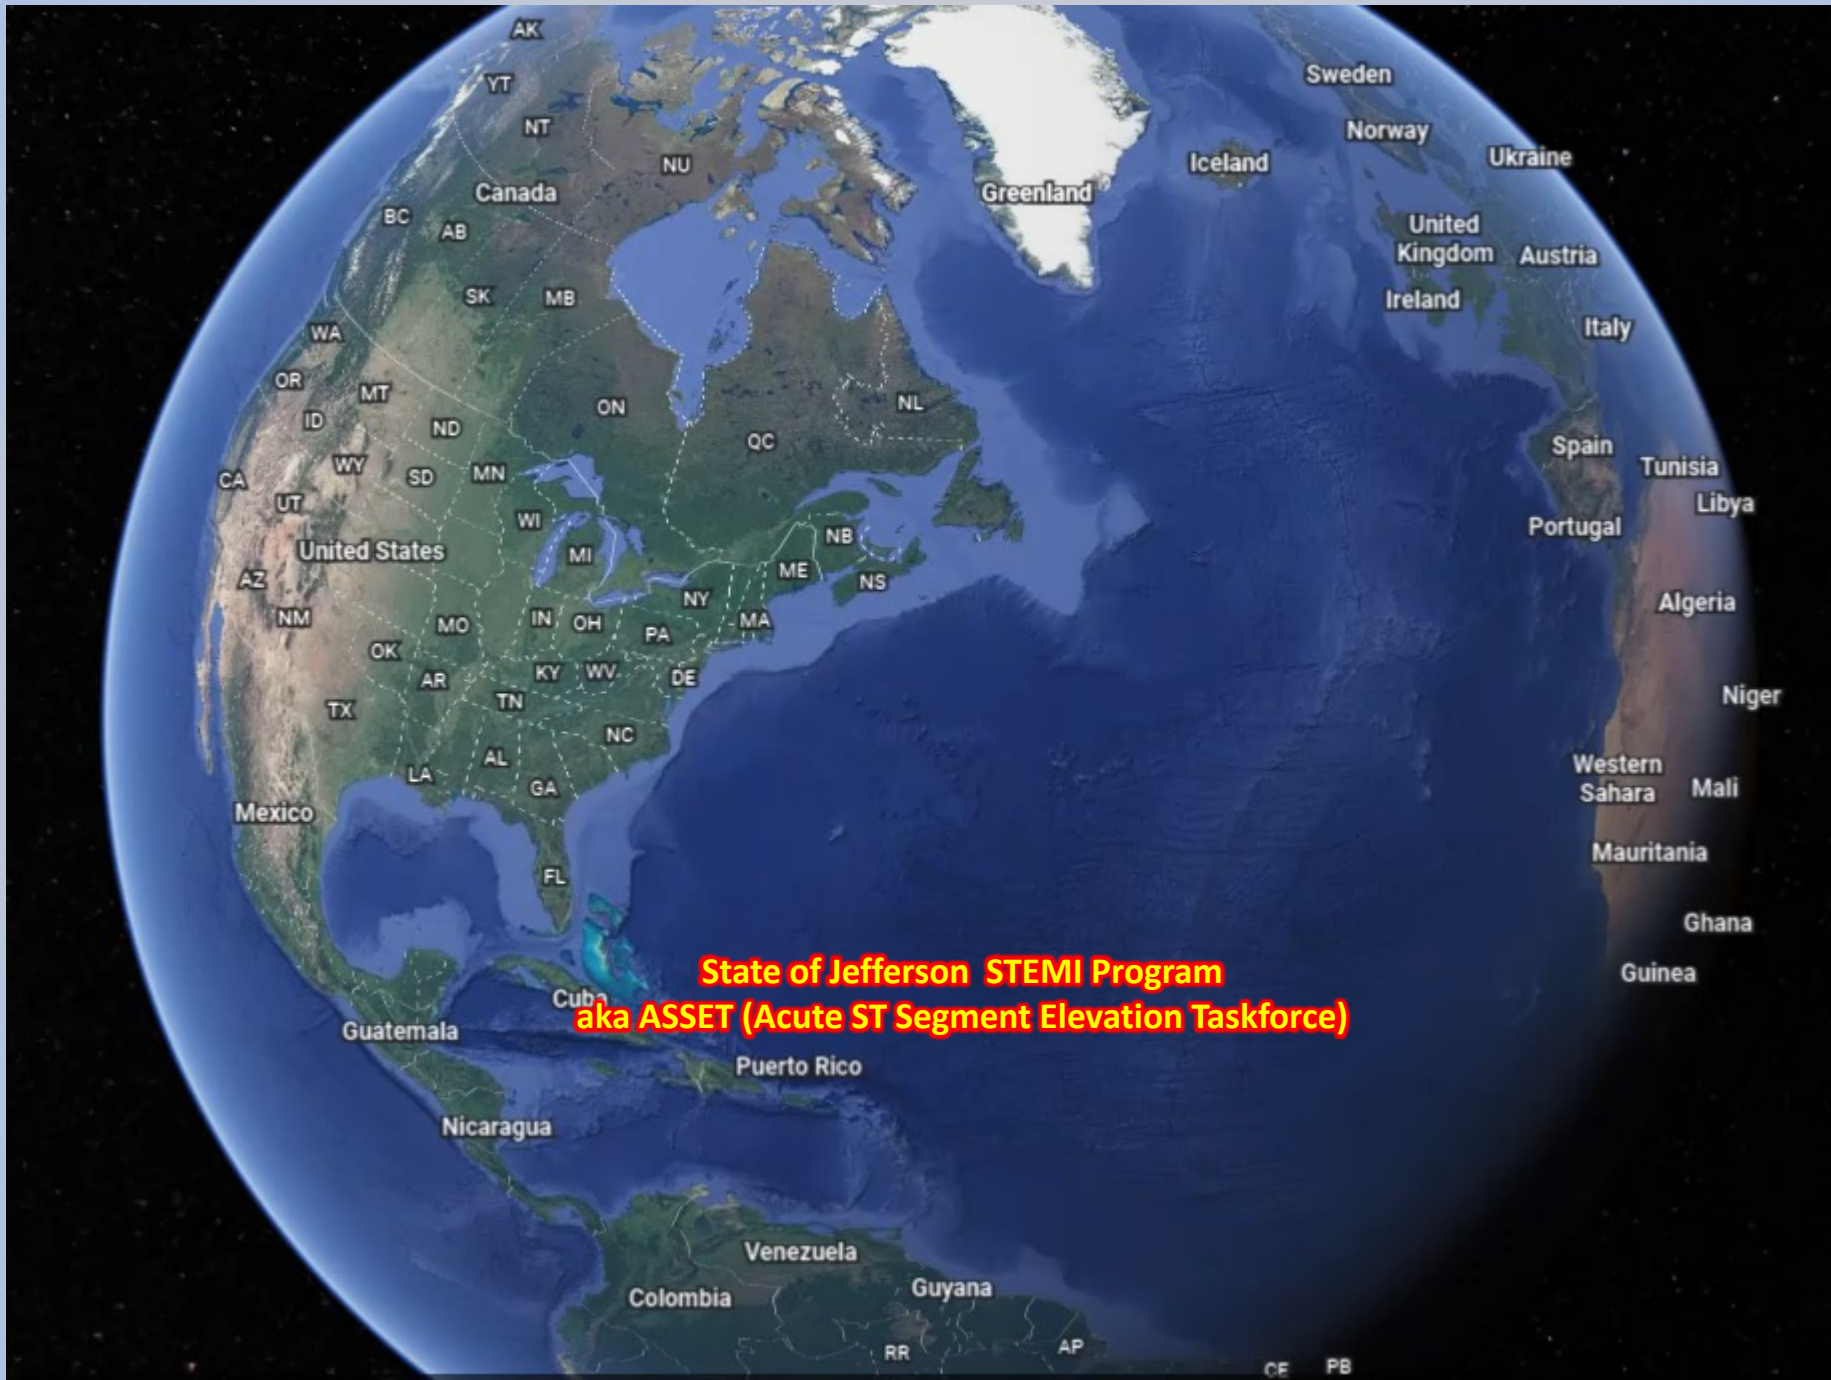 AK
Sweden
YT
NT
Norway
Ukraine
NU
Iceland
Canada
Greenland
BC
AB
United
Kingdom
Austria
SK
MB
Ireland
WA
Italy
OR
MT
ID
ND
ON
NL
QC
Spain
WY
SD
MN
CA
UT
Tunisia
Libya
WI
Portugal
United States
MI
NB
AZ
ME
NS
NM
NY
Algeria
MO
IN
OH
PA
MA
OK
AR
KY
WV
DE
TX
TN
Niger
NC
AL
LA
GA
Western
Sahara
Mali
Mexico
Mauritania
FL
Ghana
State of Jefferson  STEMI Program
Guinea
Cuba
aka ASSET (Acute ST Segment Elevation Taskforce)
Guatemala
Puerto Rico
Nicaragua
Venezuela
Colombia
Guyana
RR
AP
CE
PB